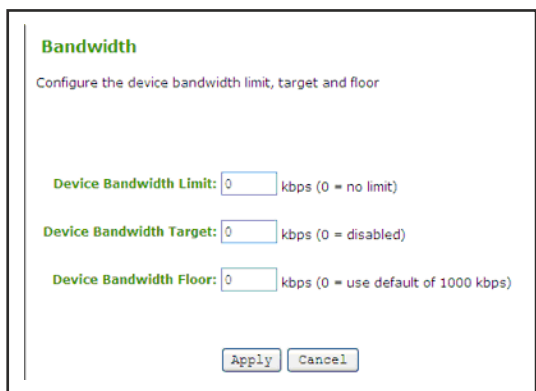 Bandwidth
Configure the device bandwidth limit, target and floor
Device Bandwidth Limit: 0 kbps (0 = no limit)
Device Bandwidth Target: 0 kbps (0 = disabled)
Device Bandwidth Floor: 0 kbps (0 = use default of 1000 kbps)
Apply Cancel